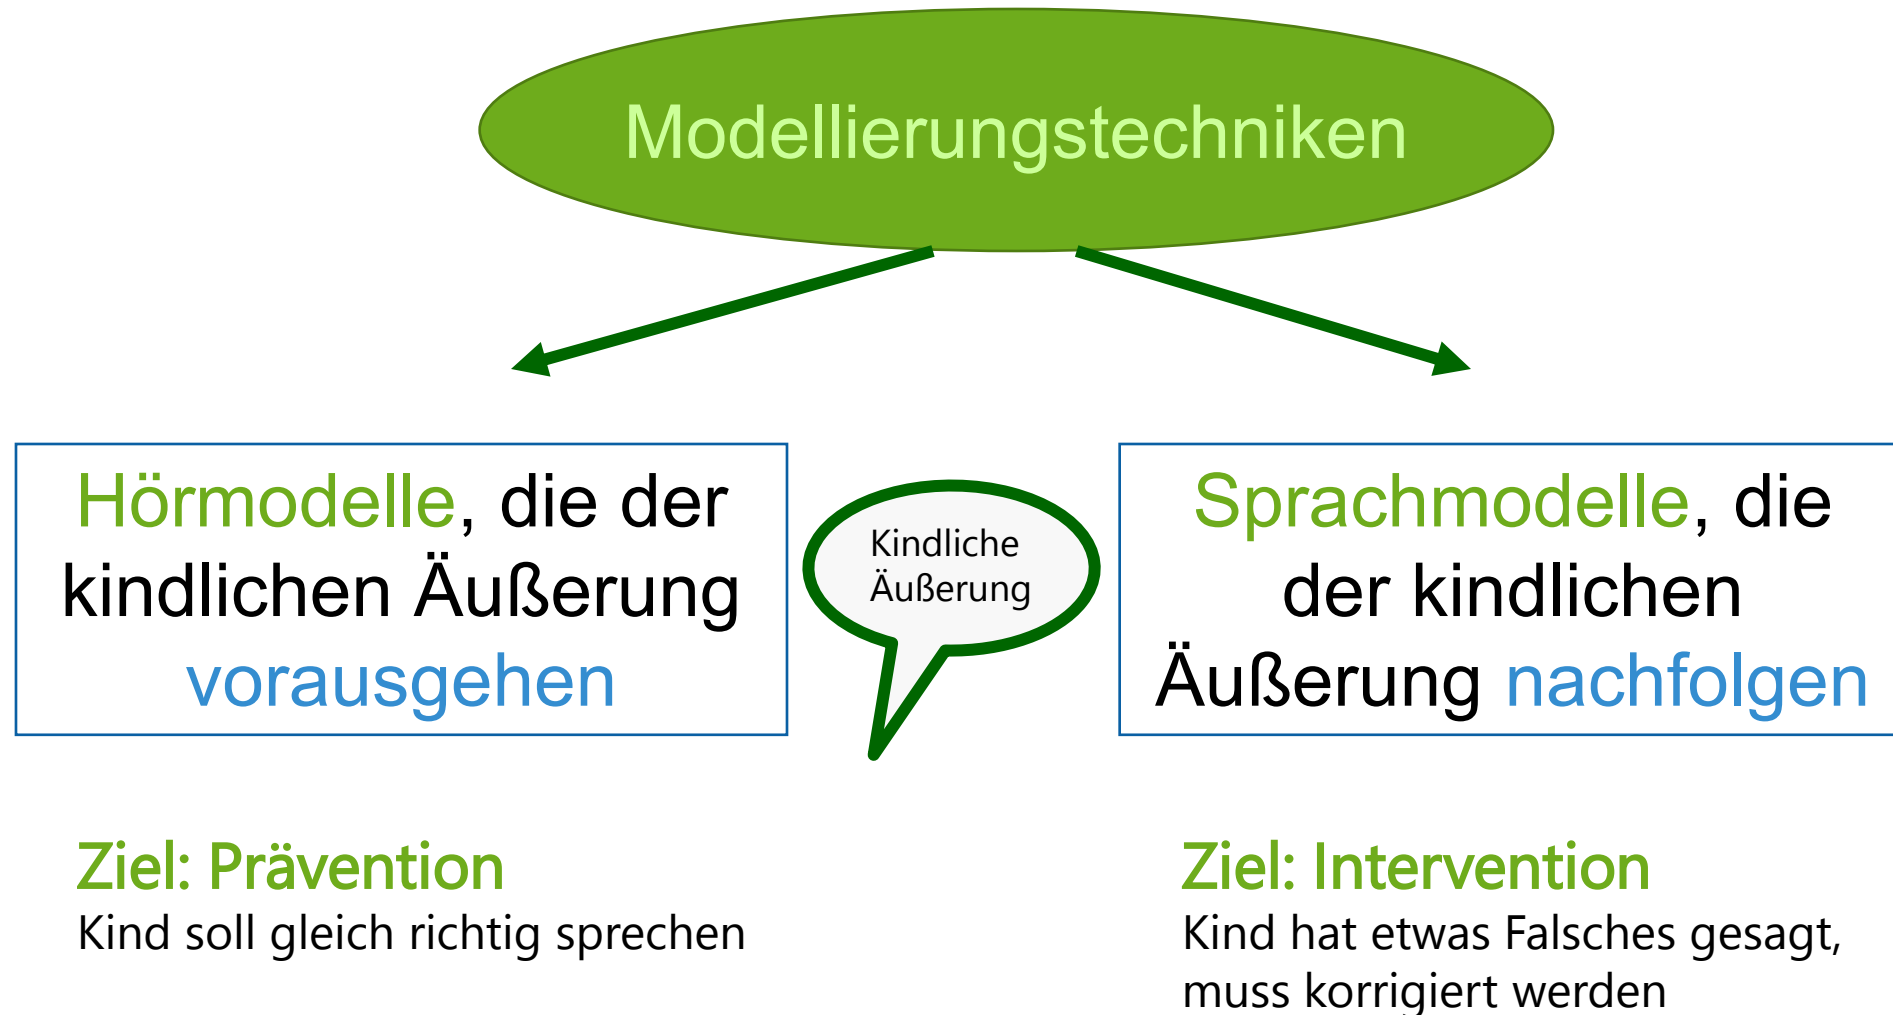 Modellierungstechniken
Hörmodelle, die der
kindlichen Äußerung
vorausgehen
Kindliche
Äußerung
Sprachmodelle, die
der kindlichen
Äußerung nachfolgen
Ziel: Prävention
Kind soll gleich richtig sprechen
Ziel: Intervention
Kind hat etwas Falsches gesagt,
muss korrigiert werden